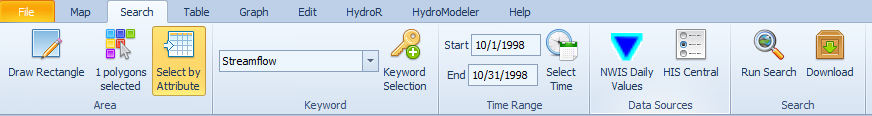 File Map Search Table Graph Edit HydroR HydroModeler Help
Draw Rectangle
1 polygons
selected
Select by
Attribute
Area
Streamflow
Keyword
Selection
Keyword
Start 10/1/1998
End 10/31/1998
Select
Time
Time Range
NWIS Daily
Values
HIS Central
Data Sources
Run Search
Download
Search